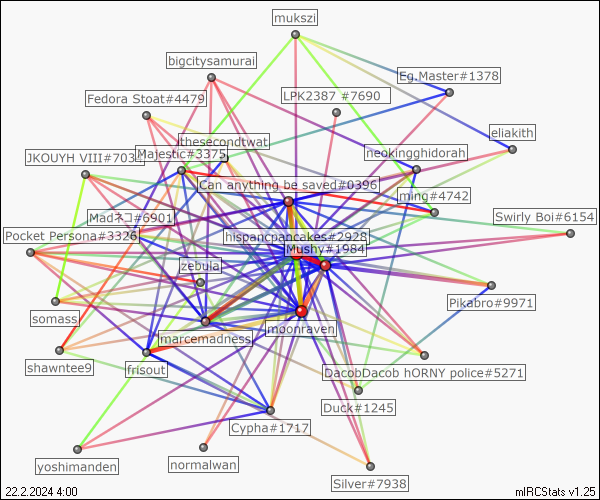 mukszi
bigcitysamurai
Eg.Master#1378
LPK2387 #7690
Fedora Stoat#4479
eliakith
thesecondtwat
JKOUYH VIII#703
Majestic#3375
neokingghidorah
Can anything be saved#0396
ming#4742
Swirly Boi#6154
Madネコ#6901
Pocket Persona#3326
hispancpancakes#2928
Mushy#1984
zebula
Pikabro#9971
somass
marcemadness
moonraven
shawntee9
frisout
DacobDacob hORNY police#5271
Duck#1245
Cypha#1717
yoshimanden
normalwan
Silver#7938
22.2.2024 4:00
mIRCStats v1.25